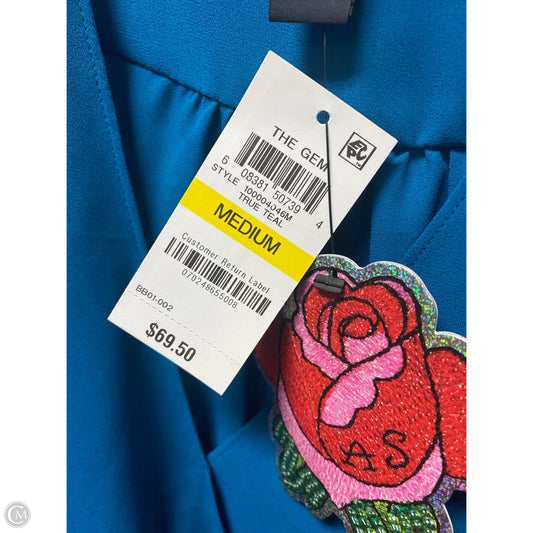 THE GEM
6 08381 50739 4
STYLE 100004346M
TRUE TEAL
MEDIUM
Customer Return Label
070248655008
BB01-002
$69.50
AS